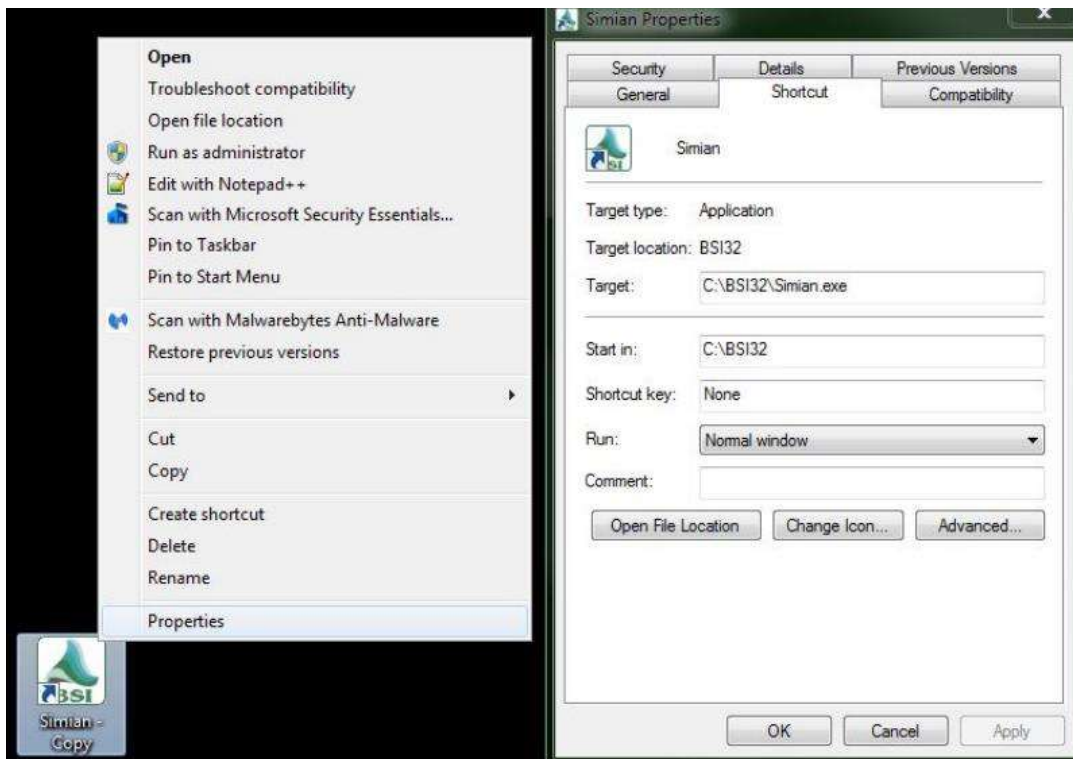 Open
Troubleshoot compatibility
Open file location
Run as administrator
Edit with Notepad++
Scan with Microsoft Security Essentials...
Pin to Taskbar
Pin to Start Menu
Scan with Malwarebytes Anti-Malware
Restore previous versions
Send to
Cut
Copy
Create shortcut
Delete
Rename
Properties
BSI
Simian -
Copy
Simian Properties
Security Details Previous Versions
General Shortcut Compatibility
BSI
Simian
Target type: Application
Target location: BSI32
Target: C:\BSI32\Simian.exe
Start in: C:\BSI32
Shortcut key: None
Run: Normal window
Comment:
Open File Location Change Icon... Advanced...
OK Cancel Apply